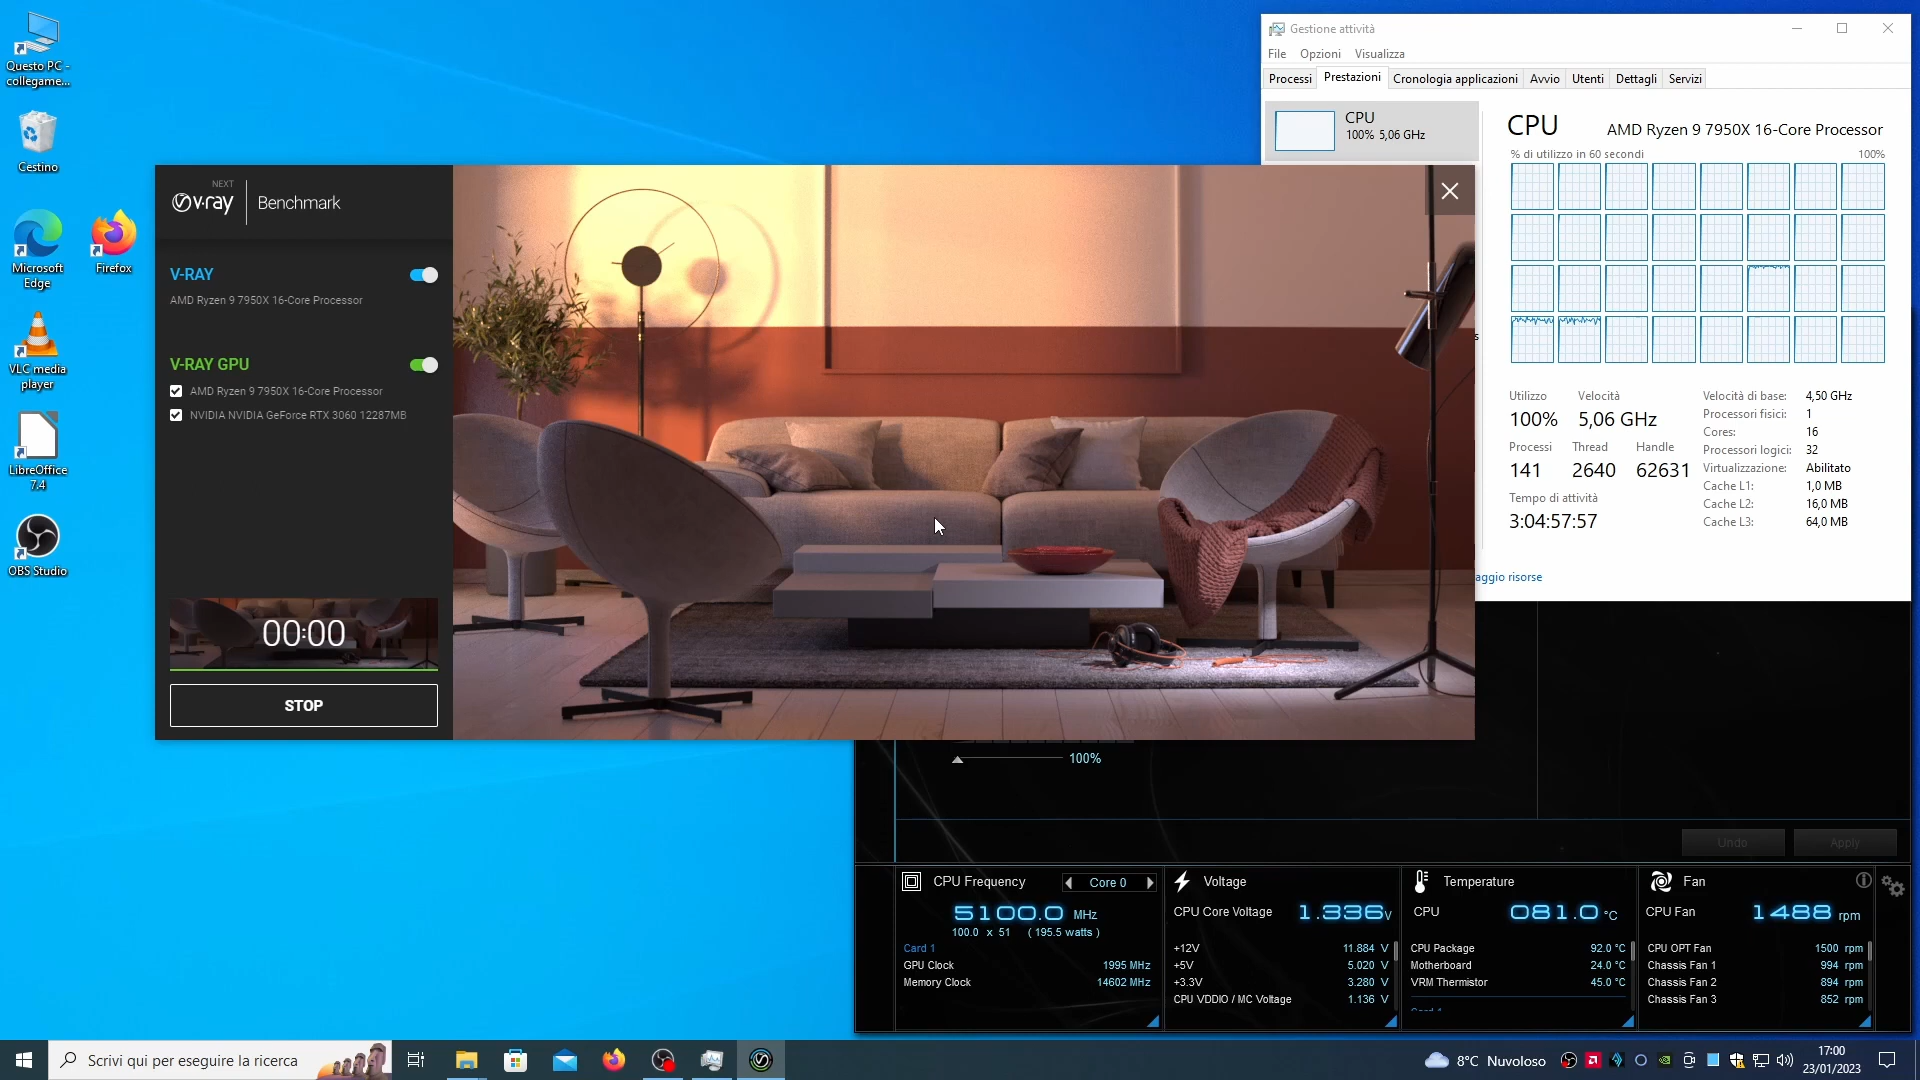 Questo PC -
collegame...
Cestino
Microsoft
Edge
Firefox
VLC media
player
LibreOffice
7.4
OBS Studio
NEXT
v-ray
Benchmark
V-RAY
AMD Ryzen 9 7950X 16-Core Processor
V-RAY GPU
AMD Ryzen 9 7950X 16-Core Processor
NVIDIA NVIDIA GeForce RTX 3060 12287MB
00:00
STOP
Gestione attività
File Opzioni Visualizza
Processi Prestazioni Cronologia applicazioni Avvio Utenti Dettagli Servizi
CPU
100% 5,06 GHz
CPU AMD Ryzen 9 7950X 16-Core Processor
% di utilizzo in 60 secondi 100%
Utilizzo Velocità
100% 5,06 GHz
Processi Thread Handle
141 2640 62631
Tempo di attività
3:04:57:57
Velocità di base: 4,50 GHz
Processori fisici: 1
Cores: 16
Processori logici: 32
Virtualizzazione: Abilitato
Cache L1: 1,0 MB
Cache L2: 16,0 MB
Cache L3: 64,0 MB
aggio risorse
100%
Undo Apply
CPU Frequency Core 0
5100.0 MHz
100.0 x 51 ( 195.5 watts )
Card 1
GPU Clock 1995 MHz
Memory Clock 14602 MHz
Voltage
CPU Core Voltage 1.336 V
+12V 11.884 V
+5V 5.020 V
+3.3V 3.280 V
CPU VDDIO / MC Voltage 1.136 V
Temperature
CPU 081.0 °C
CPU Package 92.0 °C
Motherboard 24.0 °C
VRM Thermistor 45.0 °C
Fan
CPU Fan 1488 rpm
CPU OPT Fan 1500 rpm
Chassis Fan 1 994 rpm
Chassis Fan 2 894 rpm
Chassis Fan 3 852 rpm
Scrivi qui per eseguire la ricerca
8°C Nuvoloso
17:00
23/01/2023